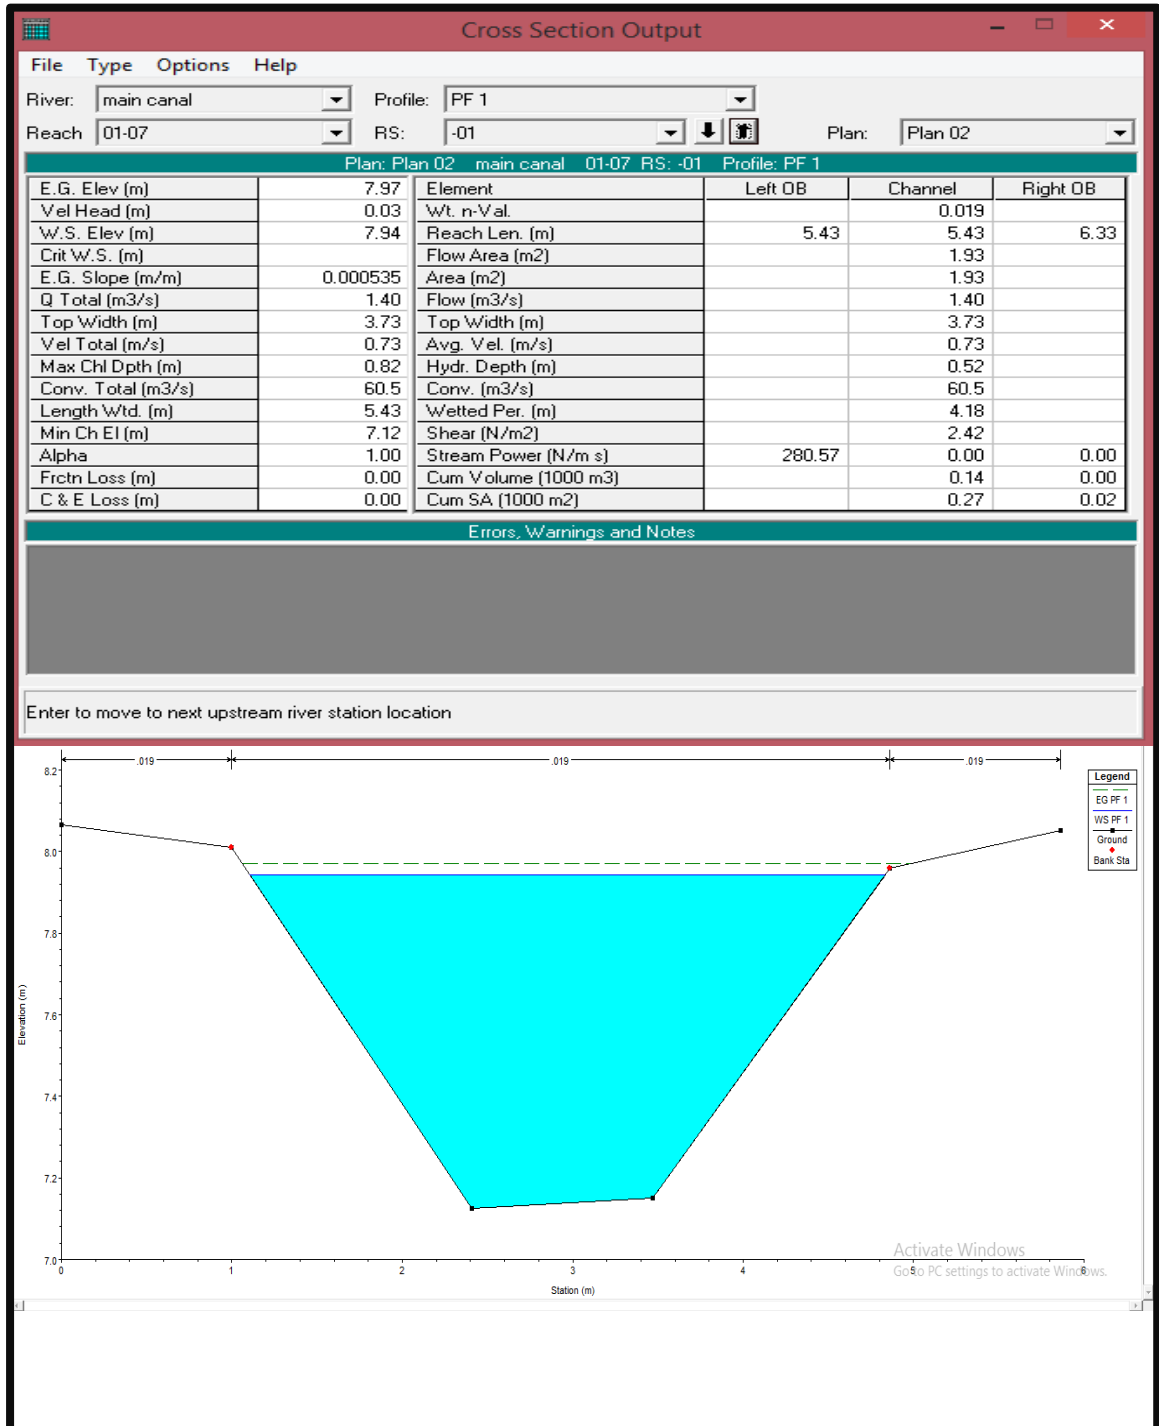 Cross Section Output
File Type Options Help
River: main canal Profile: PF 1
Reach 01-07 RS: -01 Plan: Plan 02
Plan: Plan 02 main canal 01-07 RS: -01 Profile: PF 1
E.G. Elev (m) 7.97 Element Left OB Channel Right OB
Vel Head (m) 0.03 Wt. n-Val. 0.019
W.S. Elev (m) 7.94 Reach Len. (m) 5.43 5.43 6.33
Crit W.S. (m) Flow Area (m2) 1.93
E.G. Slope (m/m) 0.000535 Area (m2) 1.93
Q Total (m3/s) 1.40 Flow (m3/s) 1.40
Top Width (m) 3.73 Top Width (m) 3.73
Vel Total (m/s) 0.73 Avg. Vel. (m/s) 0.73
Max Chl Dpth (m) 0.82 Hydr. Depth (m) 0.52
Conv. Total (m3/s) 60.5 Conv. (m3/s) 60.5
Length Wtd. (m) 5.43 Wetted Per. (m) 4.18
Min Ch El (m) 7.12 Shear (N/m2) 2.42
Alpha 1.00 Stream Power (N/m s) 280.57 0.00 0.00
Frctn Loss (m) 0.00 Cum Volume (1000 m3) 0.14 0.00
C & E Loss (m) 0.00 Cum SA (1000 m2) 0.27 0.02
Errors, Warnings and Notes
Enter to move to next upstream river station location
.019 .019 .019
Legend
EG PF 1
WS PF 1
Ground
Bank Sta
8.2
8.0
7.8
7.6
7.4
7.2
7.0
Elevation (m)
0 1 2 3 4 5 6
Station (m)
Activate Windows
Go to PC settings to activate Windows.